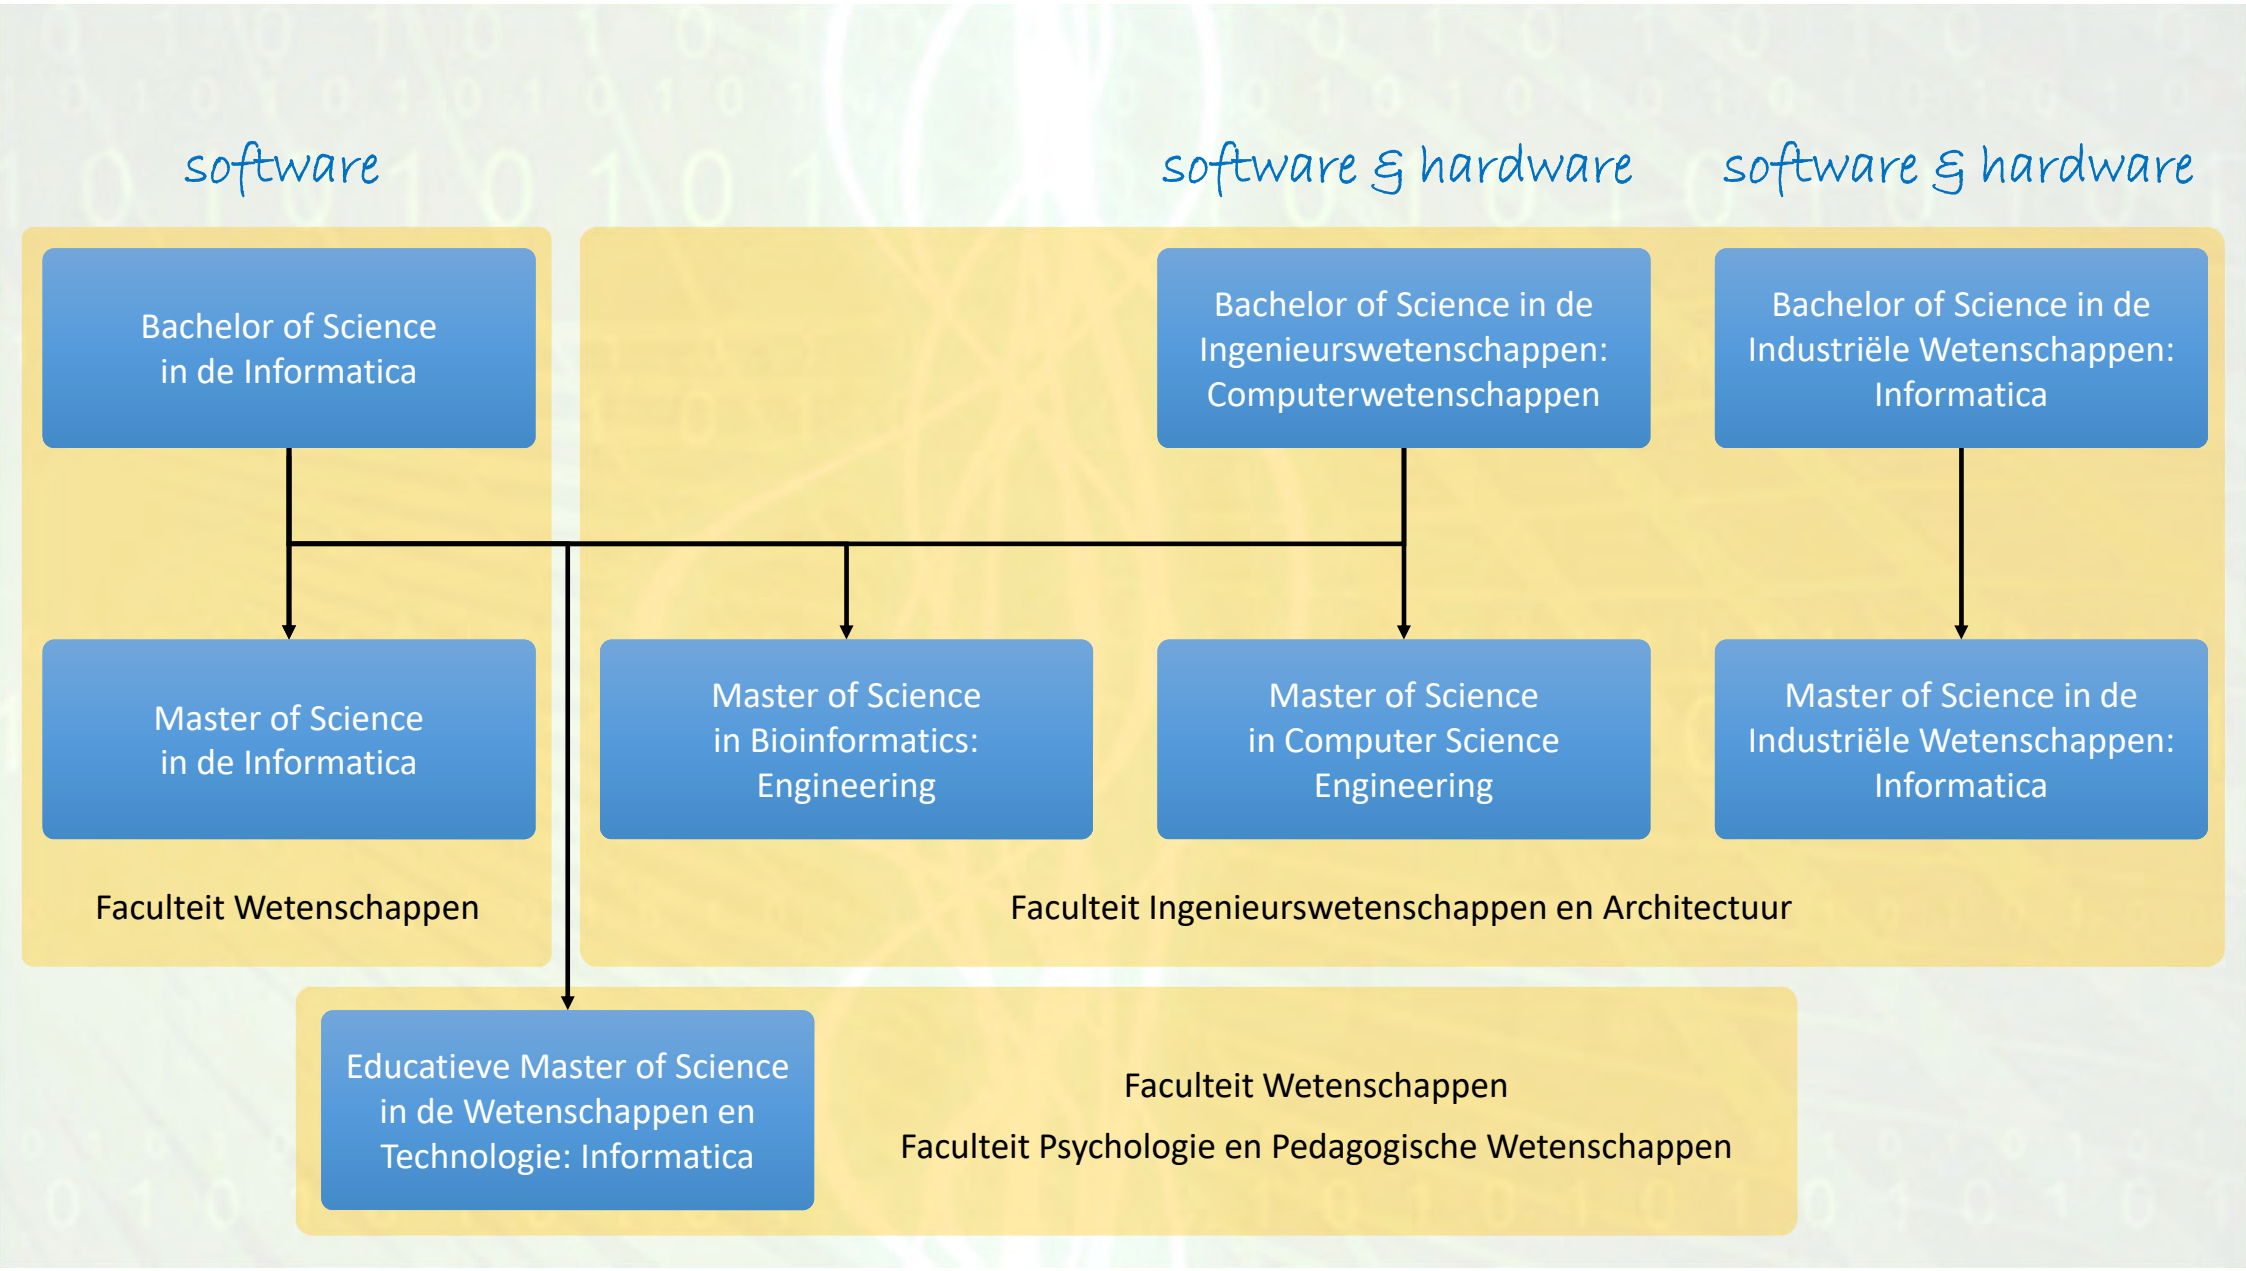 software
software & hardware
software & hardware
Bachelor of Science
in de Informatica
Bachelor of Science in de
Ingenieurswetenschappen:
Computerwetenschappen
Bachelor of Science in de
Industriële Wetenschappen:
Informatica
Master of Science
in de Informatica
Master of Science
in Bioinformatics:
Engineering
Master of Science
in Computer Science
Engineering
Master of Science in de
Industriële Wetenschappen:
Informatica
Faculteit Wetenschappen
Faculteit Ingenieurswetenschappen en Architectuur
Educatieve Master of Science
in de Wetenschappen en
Technologie: Informatica
Faculteit Wetenschappen
Faculteit Psychologie en Pedagogische Wetenschappen